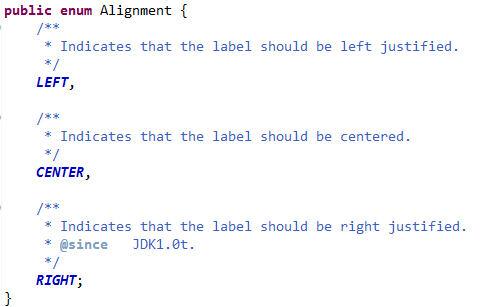 public enum Alignment {
/**
* Indicates that the label should be left justified.
*/
LEFT,
/**
* Indicates that the label should be centered.
*/
CENTER,
/**
* Indicates that the label should be right justified.
* @since   JDK1.0t.
*/
RIGHT;
}